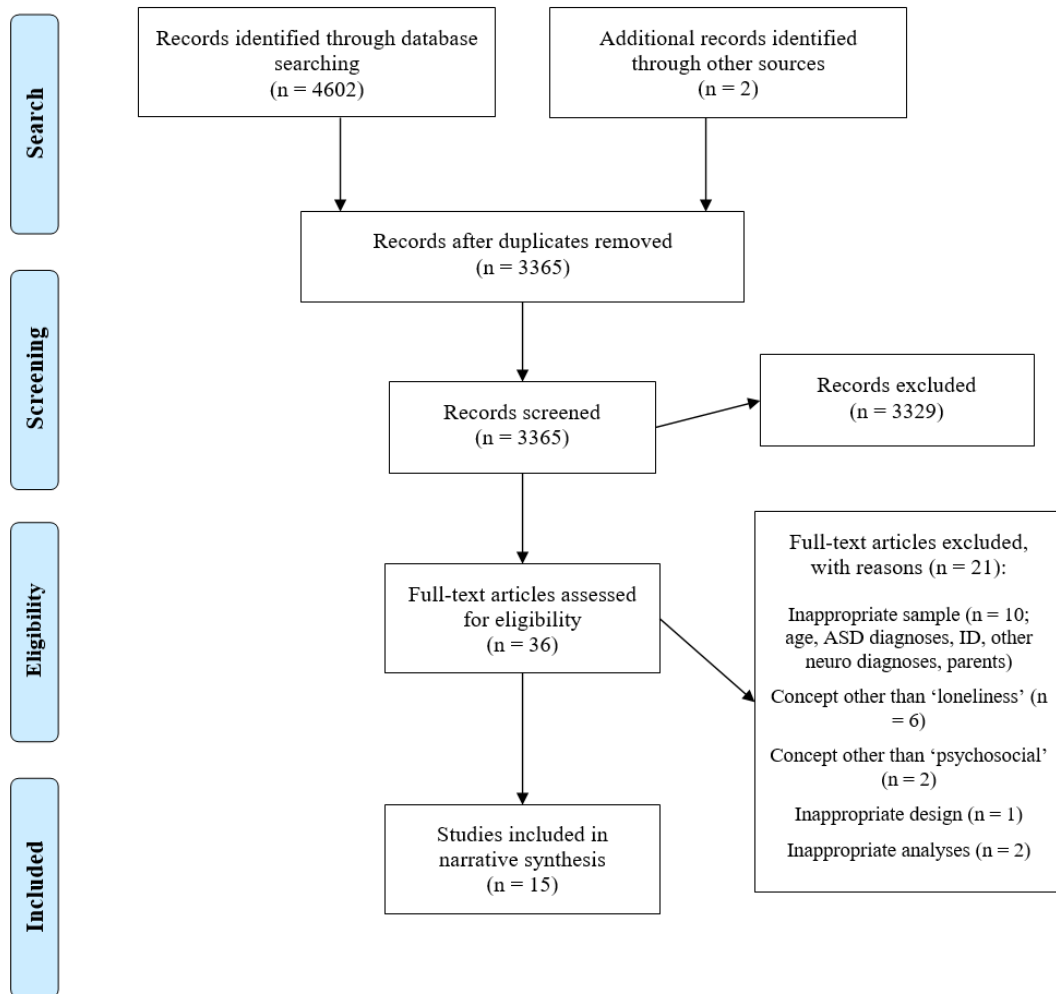 Search
Records identified through database
searching
(n = 4602)
Additional records identified
through other sources
(n = 2)
Records after duplicates removed
(n = 3365)
Screening
Records screened
(n = 3365)
Records excluded
(n = 3329)
Eligibility
Full-text articles assessed
for eligibility
(n = 36)
Full-text articles excluded,
with reasons (n = 21):
Inappropriate sample (n = 10;
age, ASD diagnoses, ID, other
neuro diagnoses, parents)
Concept other than ‘loneliness’ (n
= 6)
Concept other than ‘psychosocial’
(n = 2)
Inappropriate design (n = 1)
Inappropriate analyses (n = 2)
Included
Studies included in
narrative synthesis
(n = 15)